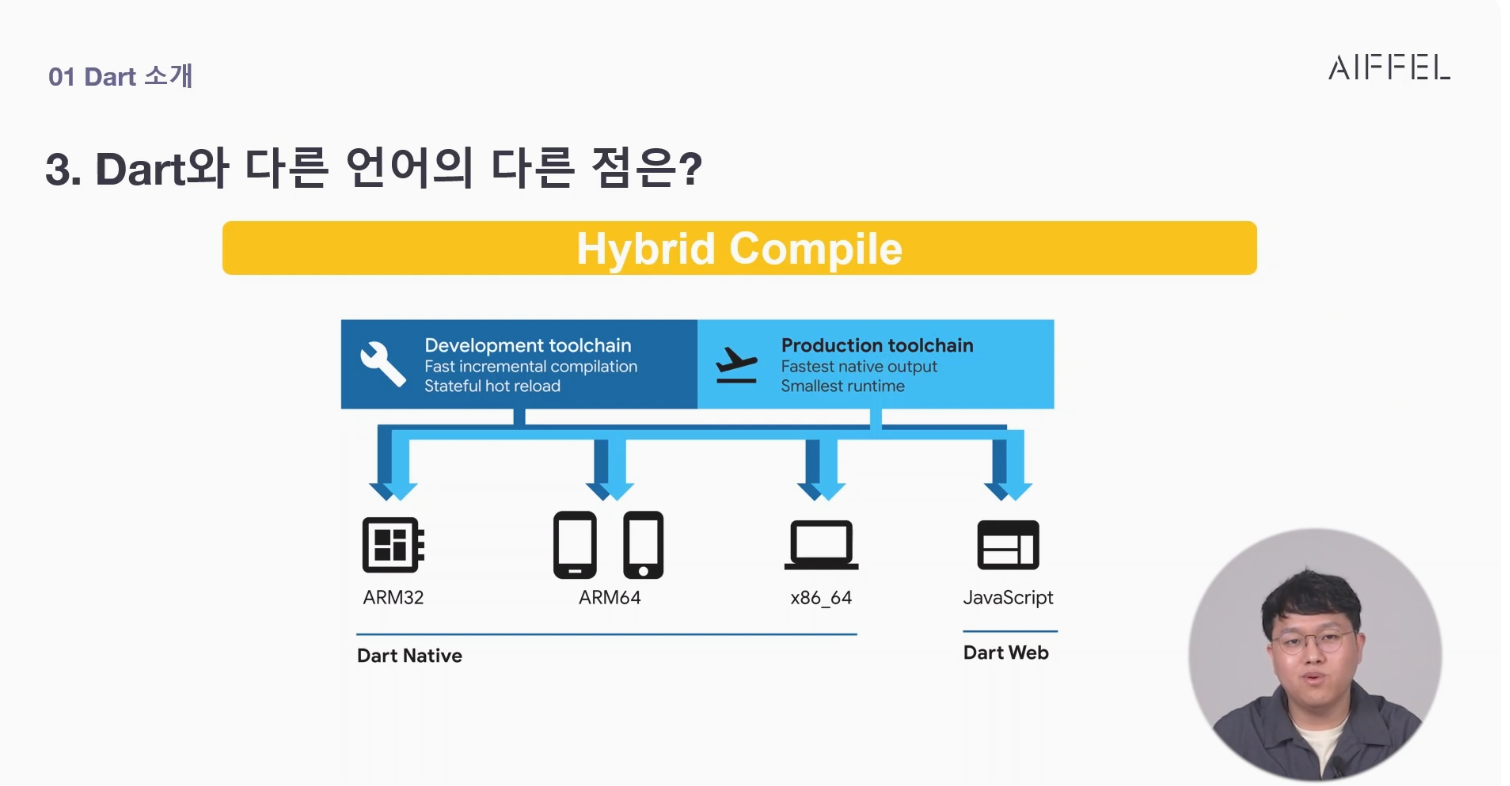 01 Dart 소개
AIFFEL
3. Dart와 다른 언어의 다른 점은?
Hybrid Compile
Development toolchain
Fast incremental compilation
Stateful hot reload
Production toolchain
Fastest native output
Smallest runtime
ARM32
ARM64
x86_64
JavaScript
Dart Native
Dart Web